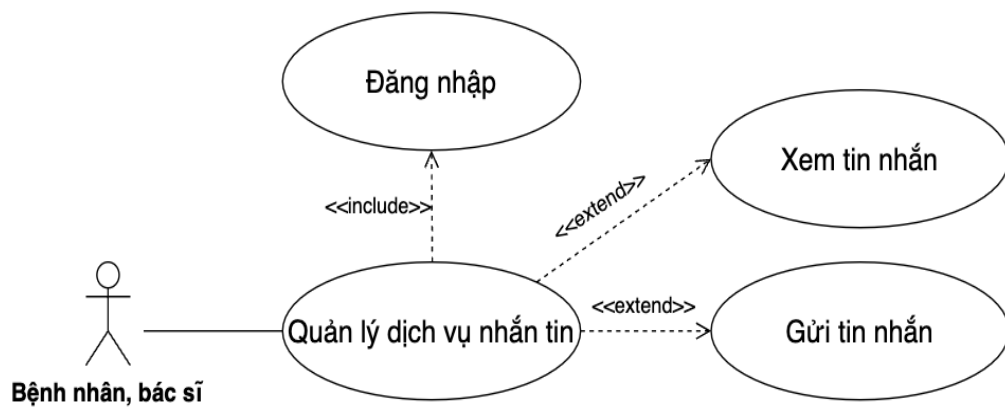 Đăng nhập
Xem tin nhắn
<<include>>
<<extend>>
Quản lý dịch vụ nhắn tin
<<extend>>
Gửi tin nhắn
Bệnh nhân, bác sĩ